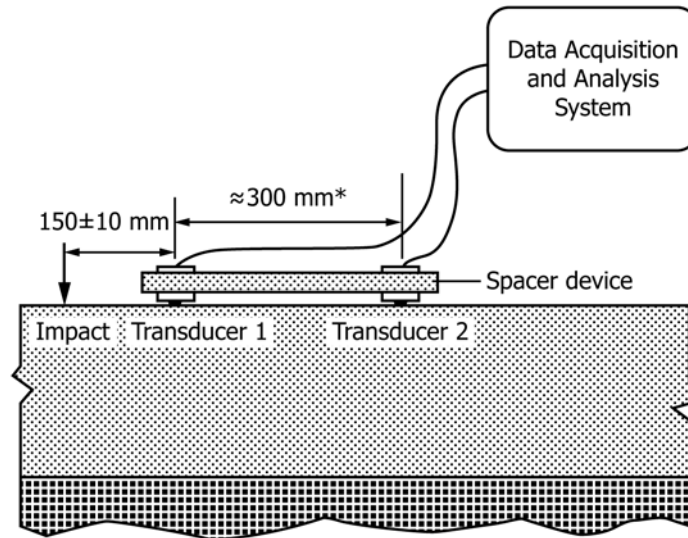 Data Acquisition
and Analysis
System
≈300 mm*
150±10 mm
Spacer device
Impact
Transducer 1
Transducer 2